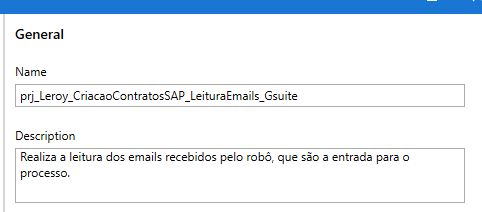 General
Name
prj_Leroy_CriacaoContratosSAP_LeituraEmails_Gsuite
Description
Realiza a leitura dos emails recebidos pelo robô, que são a entrada para o
processo.